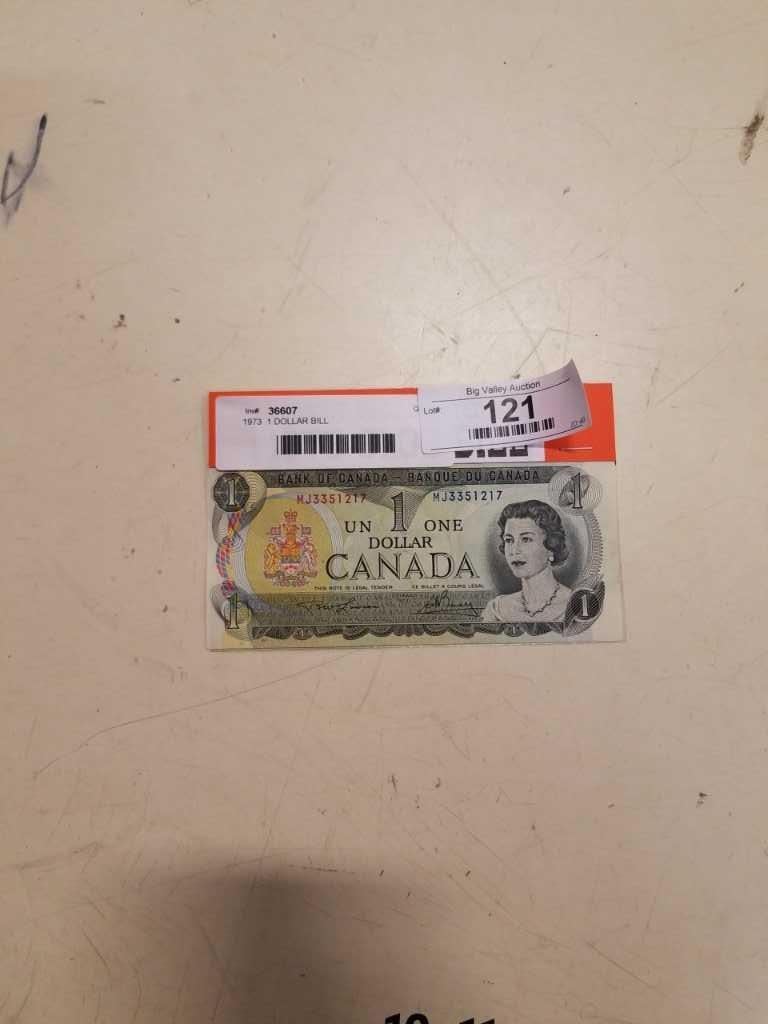 Big Valley Auction
Inv# 36607
Lot#: 121
1973 1 DOLLAR BILL
BANK OF CANADA — BANQUE DU CANADA
1 1
MJ3351217 MJ3351217
UN 1 ONE
DOLLAR
CANADA
THIS NOTE IS LEGAL TENDER CE BILLET A COURS LÉGAL
1 1